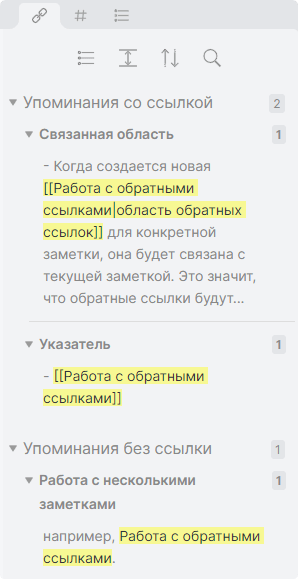 Упоминания со ссылкой 2
Связанная область 1
- Когда создается новая
[[Работа с обратными
ссылками|область обратных
ссылок]] для конкретной
заметки, она будет связана с
текущей заметкой. Это значит,
что обратные ссылки будут...
Указатель 1
- [[Работа с обратными
ссылками]]
Упоминания без ссылки 1
Работа с несколькими 1
заметками
например, Работа с обратными
ссылками.